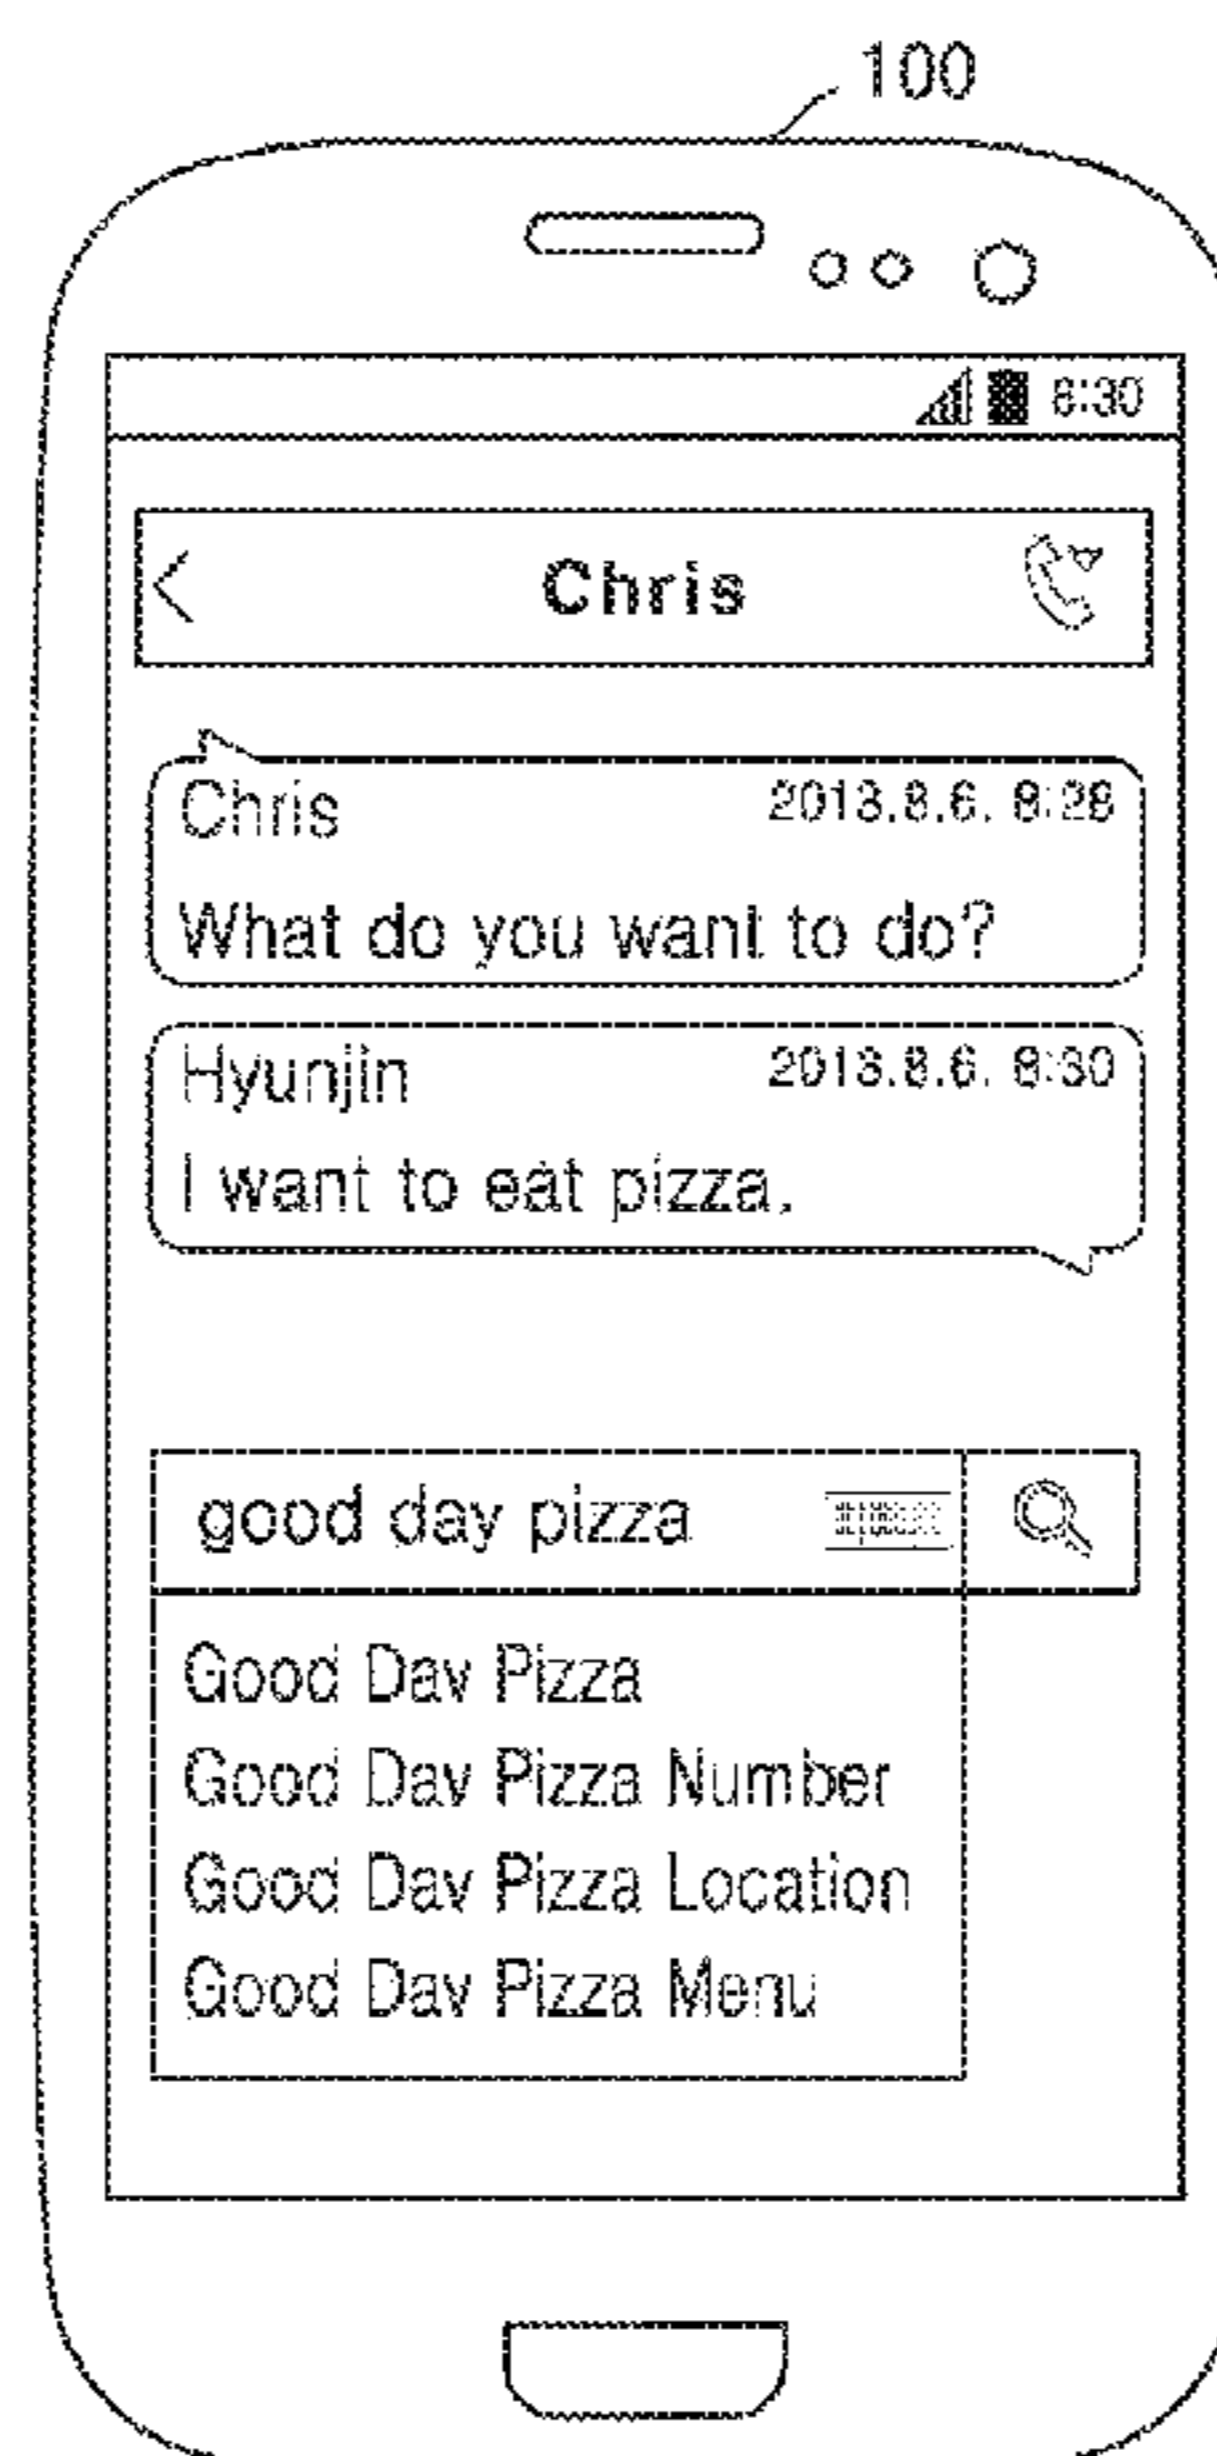 100
8:30
Chris
Chris 2013.8.6. 8:28
What do you want to do?
Hyunjin 2013.8.6. 8:30
I want to eat pizza.
good day pizza
Good Day Pizza
Good Day Pizza Number
Good Day Pizza Location
Good Day Pizza Menu